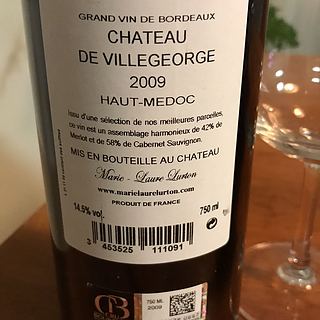 GRAND VIN DE BORDEAUX
CHATEAU
DE VILLEGEORGE
2009
HAUT-MEDOC
Issu d'une sélection de nos meilleures parcelles,
ce vin est un assemblage harmonieux de 42% de
Merlot et de 58% de Cabernet Sauvignon.
MIS EN BOUTEILLE AU CHATEAU
Marie - Laure Lurton
www.marielaurelurton.com
PRODUIT DE FRANCE
14.5% vol.
750 ml
3 453525 111091
CB
750 ML
2009